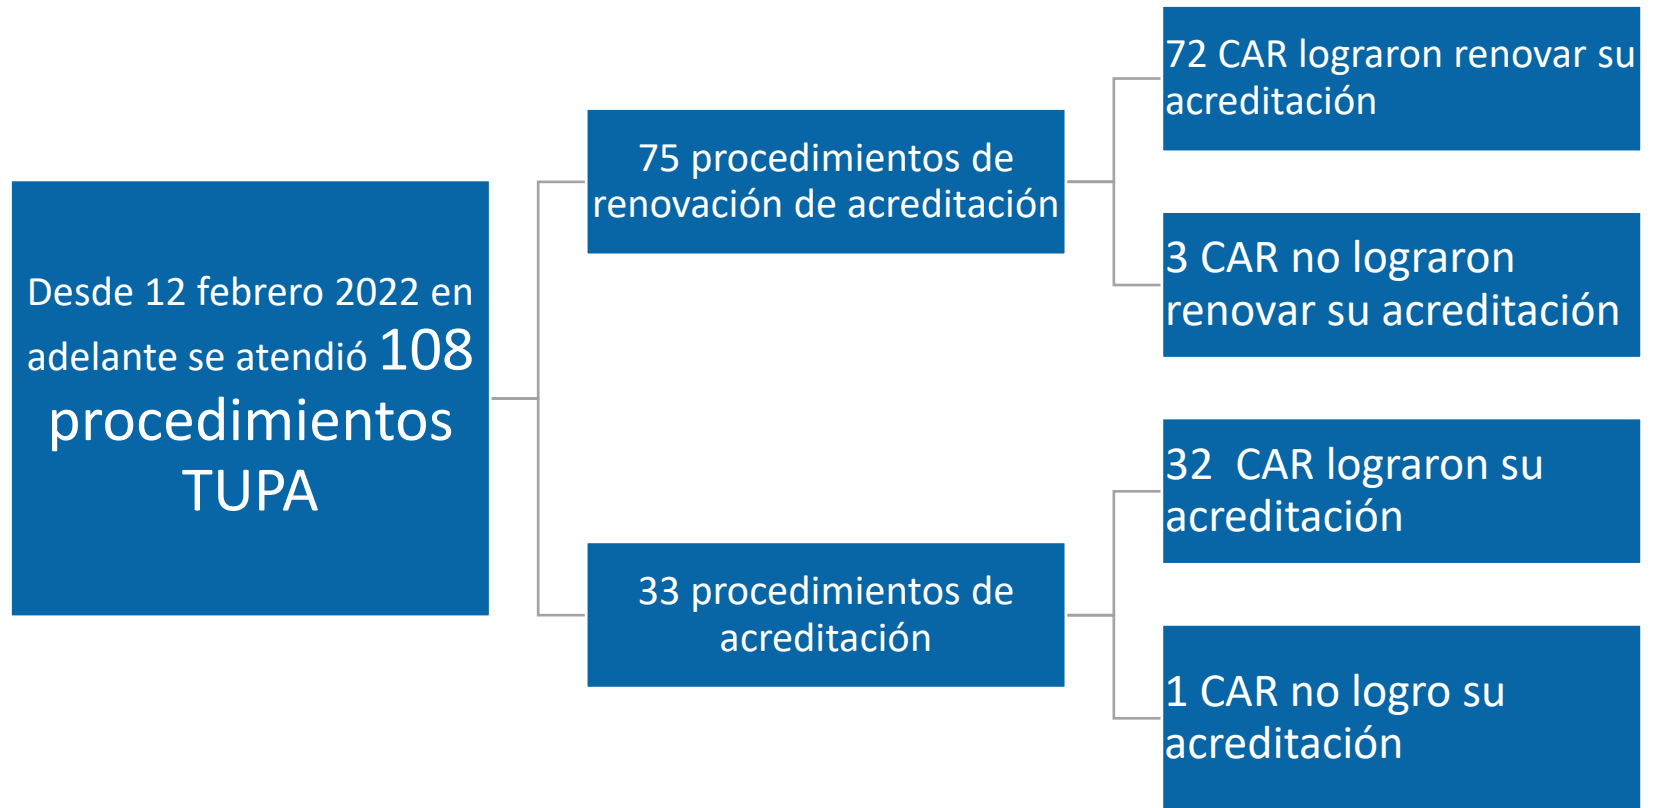 Desde 12 febrero 2022 en
adelante se atendió 108
procedimientos
TUPA
75 procedimientos de
renovación de acreditación
72 CAR lograron renovar su
acreditación
3 CAR no lograron
renovar su acreditación
33 procedimientos de
acreditación
32  CAR lograron su
acreditación
1 CAR no logro su
acreditación